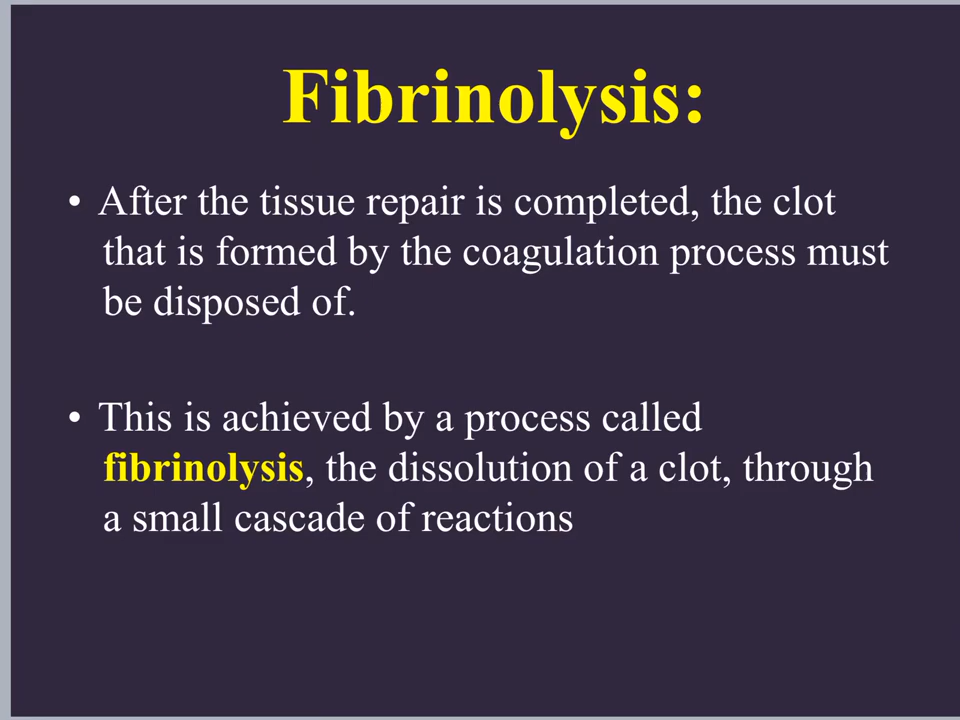 Fibrinolysis:
• After the tissue repair is completed, the clot
that is formed by the coagulation process must
be disposed of.
• This is achieved by a process called
fibrinolysis, the dissolution of a clot, through
a small cascade of reactions